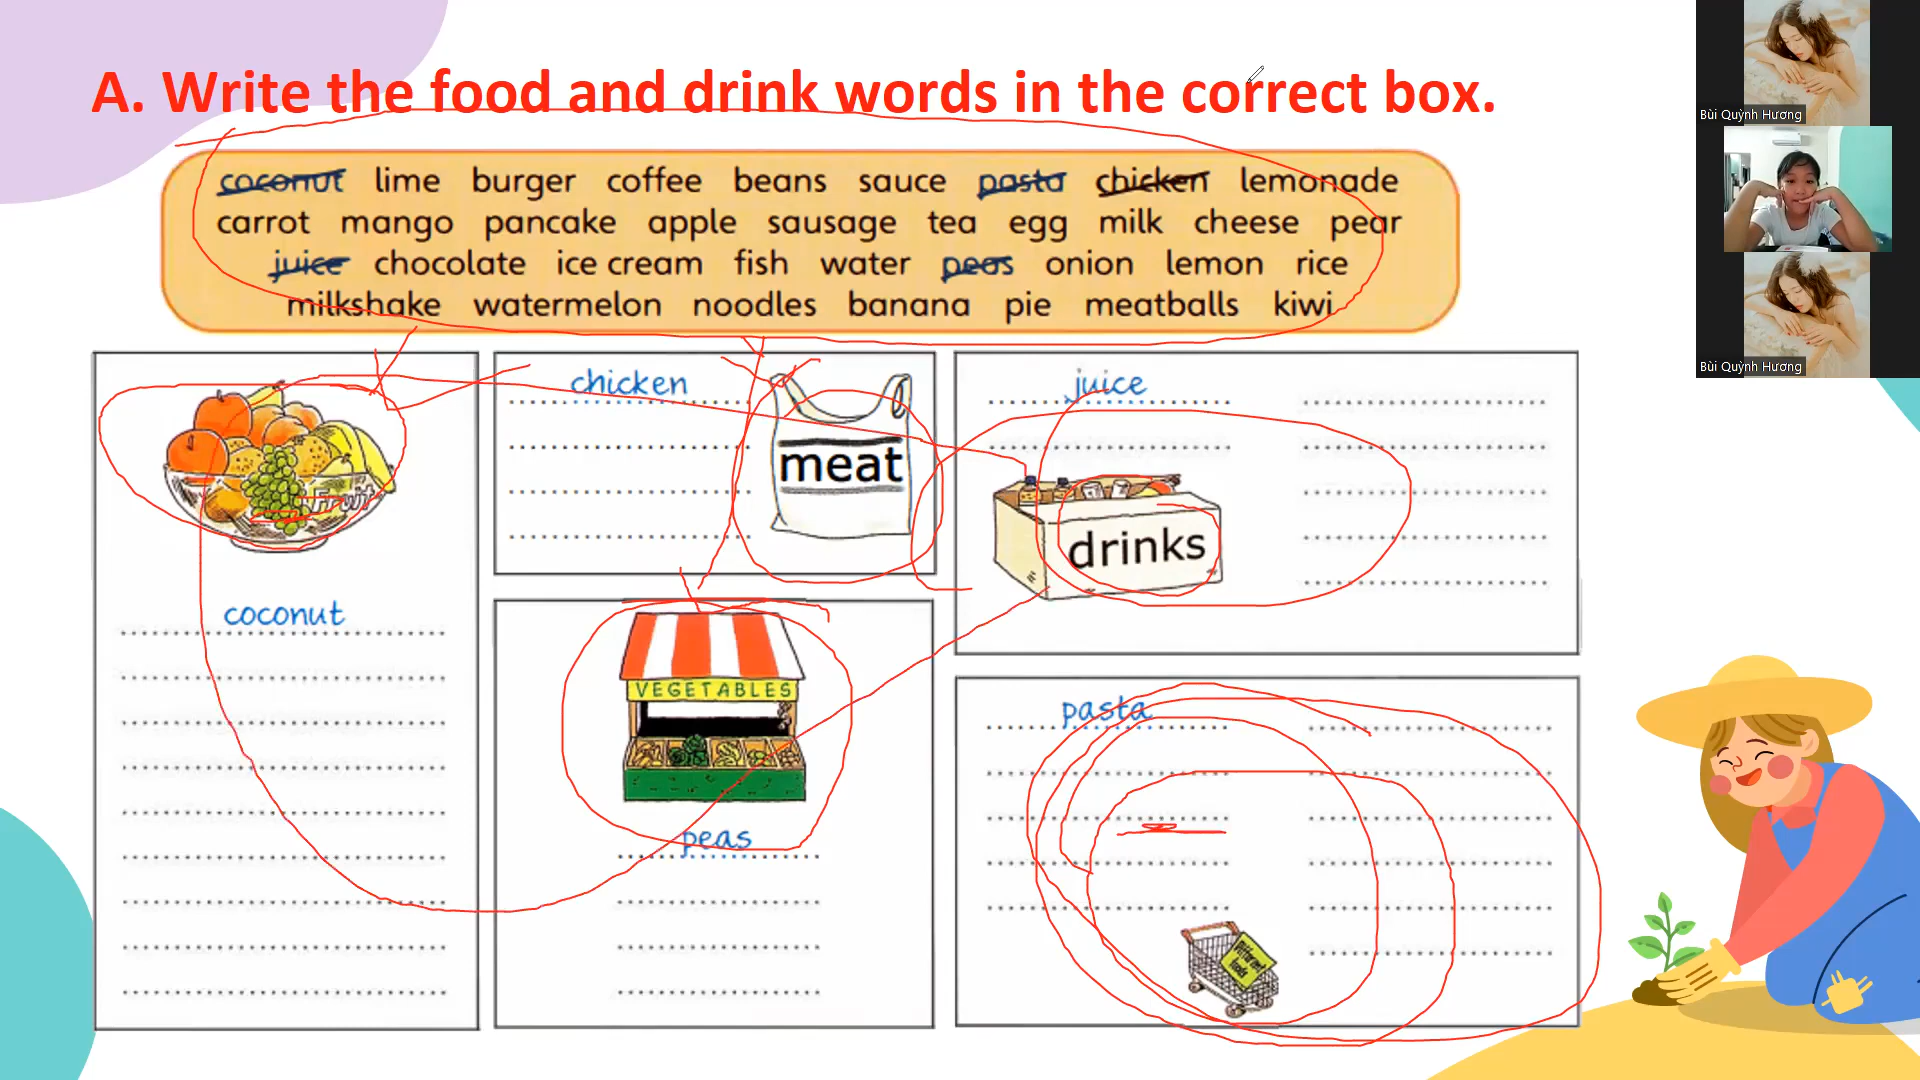 A. Write the food and drink words in the correct box.
coconut lime burger coffee beans sauce pasta chicken lemonade
carrot mango pancake apple sausage tea egg milk cheese pear
juice chocolate ice cream fish water peas onion lemon rice
milkshake watermelon noodles banana pie meatballs kiwi
Fruit
coconut
chicken
meat
VEGETABLES
peas
juice
drinks
pasta
Different
foods
Bùi Quỳnh Hương
Bùi Quỳnh Hương